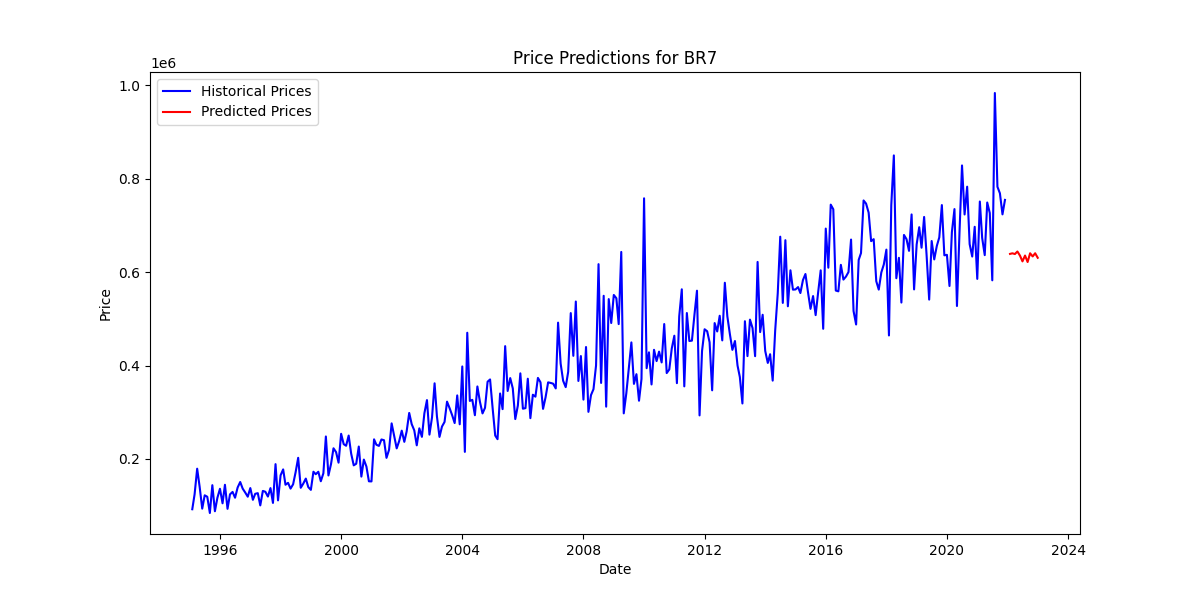 Price Predictions for BR7
1e6
Historical Prices
Predicted Prices
1.0
0.8
0.6
0.4
0.2
Price
1996 2000 2004 2008 2012 2016 2020 2024
Date